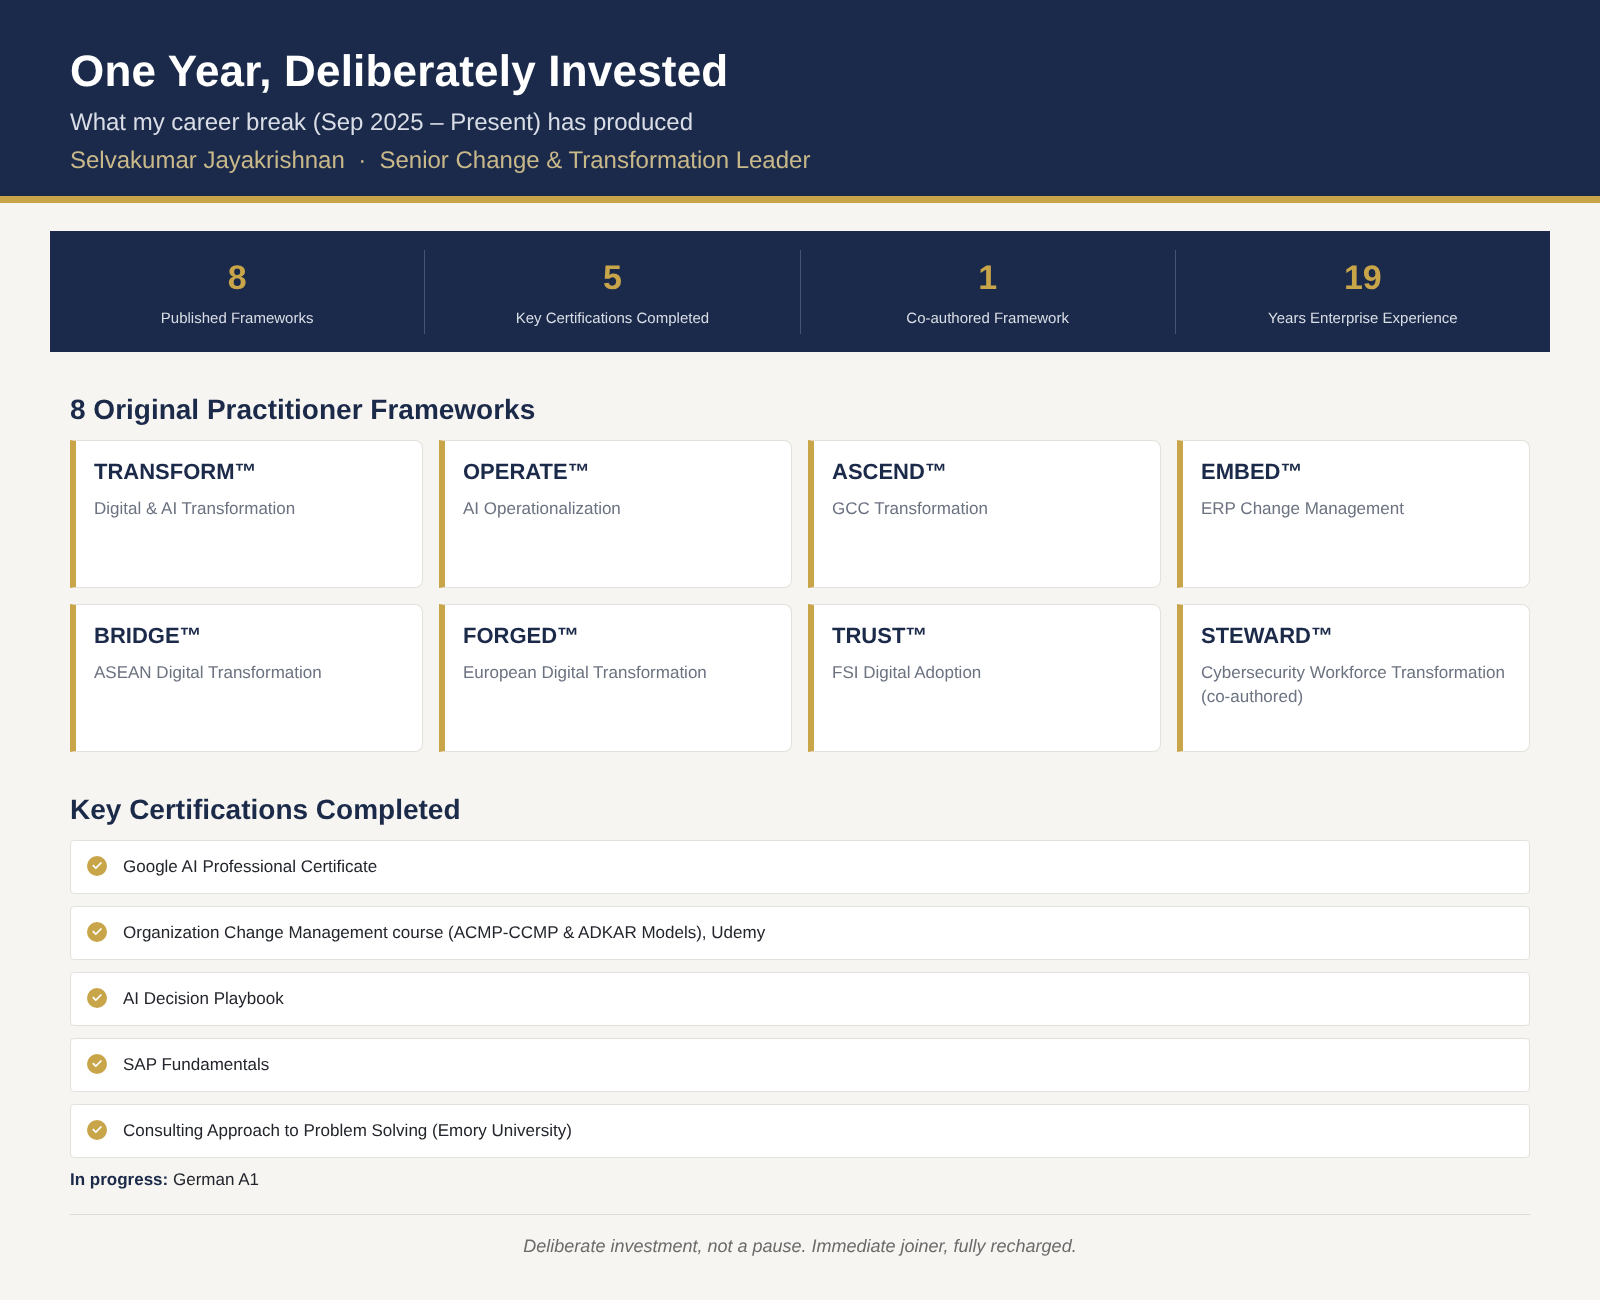 One Year, Deliberately Invested
What my career break (Sep 2025 – Present) has produced
Selvakumar Jayakrishnan · Senior Change & Transformation Leader
8
Published Frameworks
5
Key Certifications Completed
1
Co-authored Framework
19
Years Enterprise Experience
8 Original Practitioner Frameworks
TRANSFORM™
Digital & AI Transformation
OPERATE™
AI Operationalization
ASCEND™
GCC Transformation
EMBED™
ERP Change Management
BRIDGE™
ASEAN Digital Transformation
FORGED™
European Digital Transformation
TRUST™
FSI Digital Adoption
STEWARD™
Cybersecurity Workforce Transformation
(co-authored)
Key Certifications Completed
Google AI Professional Certificate
Organization Change Management course (ACMP-CCMP & ADKAR Models), Udemy
AI Decision Playbook
SAP Fundamentals
Consulting Approach to Problem Solving (Emory University)
In progress: German A1
Deliberate investment, not a pause. Immediate joiner, fully recharged.